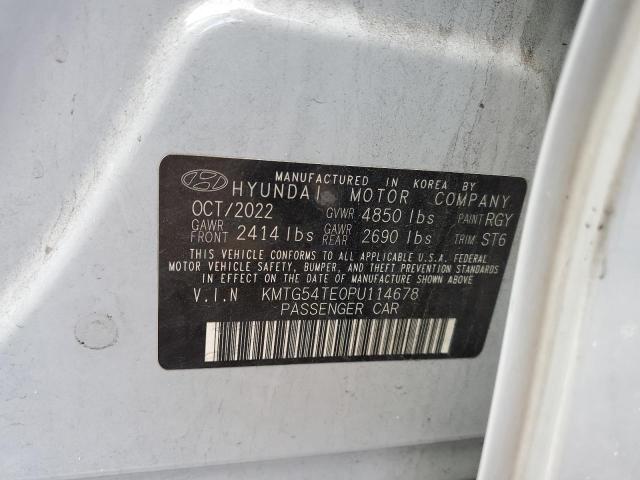 MANUFACTURED IN KOREA BY
HYUNDAI MOTOR COMPANY
OCT/2022 GVWR 4850 lbs PAINT RGY
GAWR FRONT 2414 lbs GAWR REAR 2690 lbs TRIM ST6
THIS VEHICLE CONFORMS TO ALL APPLICABLE U.S.A. FEDERAL
MOTOR VEHICLE SAFETY, BUMPER, AND THEFT PREVENTION STANDARDS
IN EFFECT ON THE DATE OF MANUFACTURE SHOWN ABOVE.
V.I.N KMTG54TE0PU114678
PASSENGER CAR